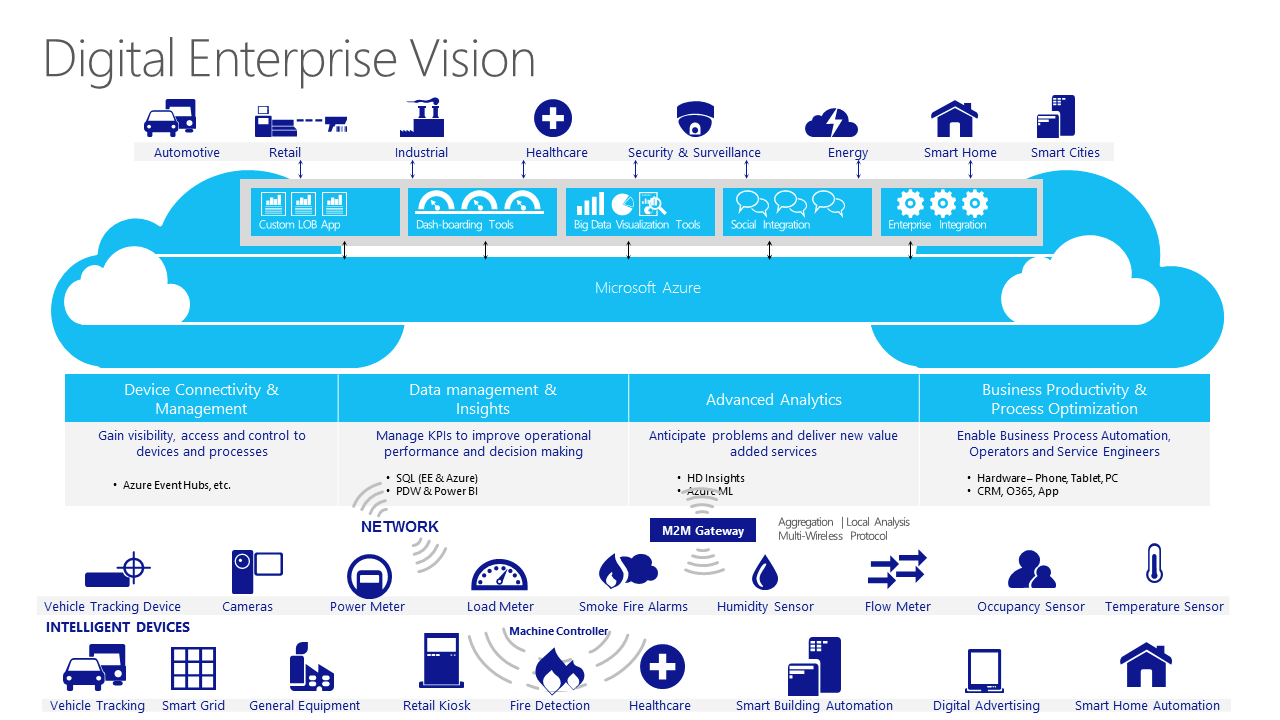 Digital Enterprise Vision
Automotive
Retail
Industrial
Healthcare
Security & Surveillance
Energy
Smart Home
Smart Cities
Custom LOB App
Dash-boarding Tools
Big Data Visualization Tools
Social Integration
Enterprise Integration
Microsoft Azure
Device Connectivity &
Management
Data management &
Insights
Advanced Analytics
Business Productivity &
Process Optimization
Gain visibility, access and control to
devices and processes
• Azure Event Hubs, etc.
Manage KPIs to improve operational
performance and decision making
• SQL (EE & Azure)
• PDW & Power BI
Anticipate problems and deliver new value
added services
• HD Insights
• Azure ML
Enable Business Process Automation,
Operators and Service Engineers
• Hardware – Phone, Tablet, PC
• CRM, O365, App
NETWORK
M2M Gateway
Aggregation | Local Analysis
Multi-Wireless Protocol
Vehicle Tracking Device
Cameras
Power Meter
Load Meter
Smoke Fire Alarms
Humidity Sensor
Flow Meter
Occupancy Sensor
Temperature Sensor
INTELLIGENT DEVICES
Machine Controller
Vehicle Tracking
Smart Grid
General Equipment
Retail Kiosk
Fire Detection
Healthcare
Smart Building Automation
Digital Advertising
Smart Home Automation